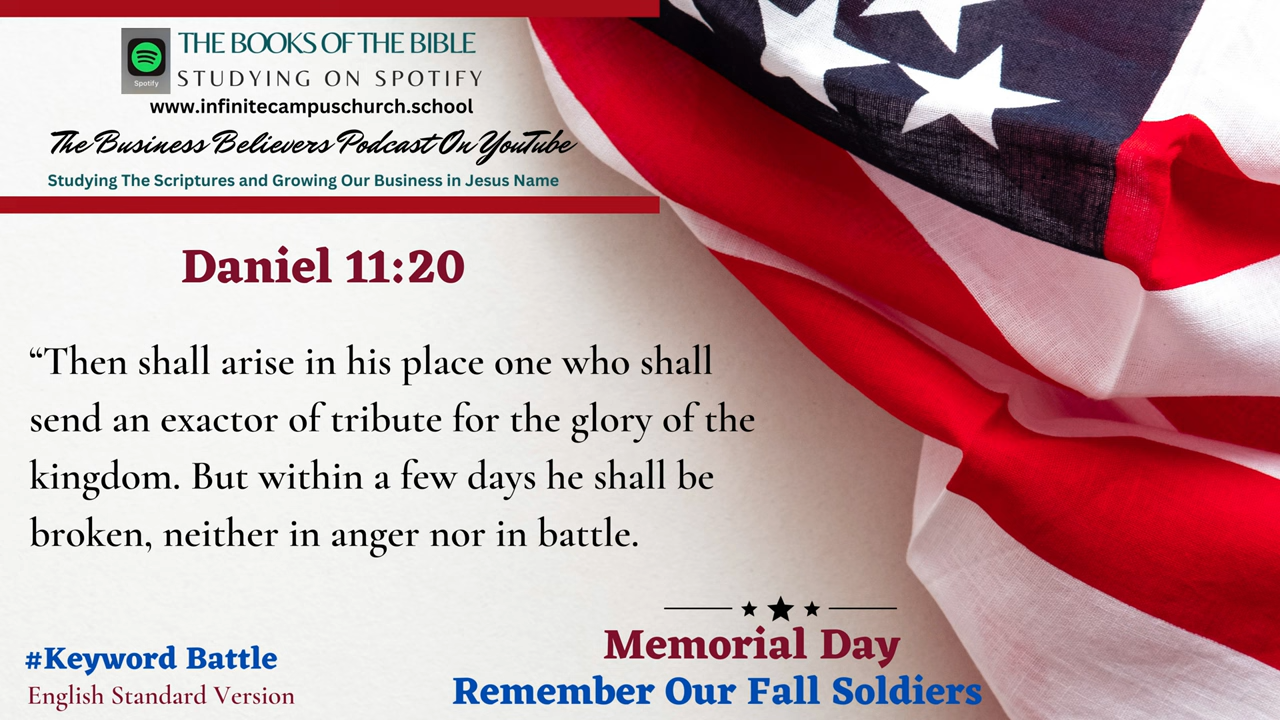 Spotify
THE BOOKS OF THE BIBLE
STUDYING ON SPOTIFY
www.infinitecampuschurch.school
The Business Believers Podcast On YouTube
Studying The Scriptures and Growing Our Business in Jesus Name
Daniel 11:20
“Then shall arise in his place one who shall
send an exactor of tribute for the glory of the
kingdom. But within a few days he shall be
broken, neither in anger nor in battle.
#Keyword Battle
English Standard Version
Memorial Day
Remember Our Fall Soldiers